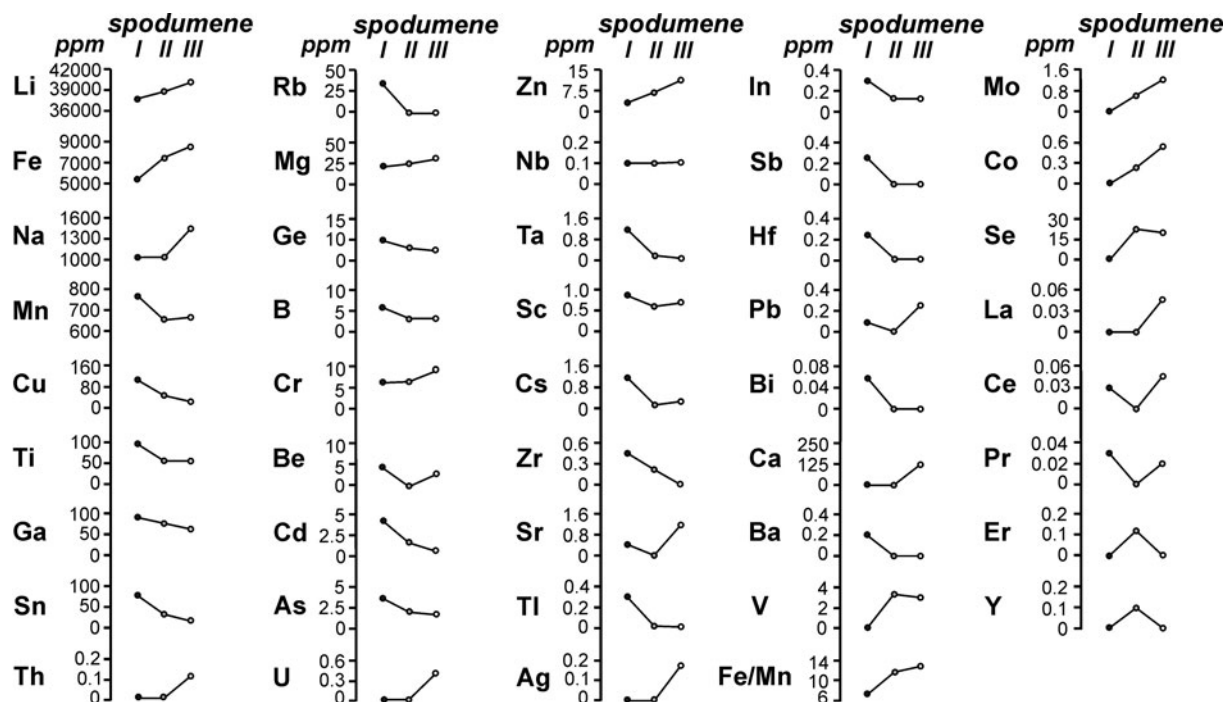 spodumene
ppm I II III
42000
Li 39000
36000
9000
Fe 7000
5000
1600
Na 1300
1000
800
Mn 700
600
160
Cu 80
0
100
Ti 50
0
100
Ga 50
0
100
Sn 50
0
0.2
Th 0.1
0
spodumene
ppm I II III
50
Rb 25
0
50
Mg 25
0
15
Ge 10
0
10
B 5
0
10
Cr 5
0
10
Be 5
0
5
Cd 2.5
0
5
As 2.5
0
0.6
U 0.3
0
spodumene
ppm I II III
15
Zn 7.5
0
0.2
Nb 0.1
0
1.6
Ta 0.8
0
1.0
Sc 0.5
0
1.6
Cs 0.8
0
0.6
Zr 0.3
0
1.6
Sr 0.8
0
0.4
Tl 0.2
0
0.2
Ag 0.1
0
spodumene
ppm I II III
0.4
In 0.2
0
0.4
Sb 0.2
0
0.4
Hf 0.2
0
0.4
Pb 0.2
0
0.08
Bi 0.04
0
250
Ca 125
0
0.4
Ba 0.2
0
4
V 2
0
14
Fe/Mn 10
6
spodumene
ppm I II III
1.6
Mo 0.8
0
0.6
Co 0.3
0
30
Se 15
0
0.06
La 0.03
0
0.06
Ce 0.03
0
0.04
Pr 0.02
0
0.2
Er 0.1
0
0.2
Y 0.1
0